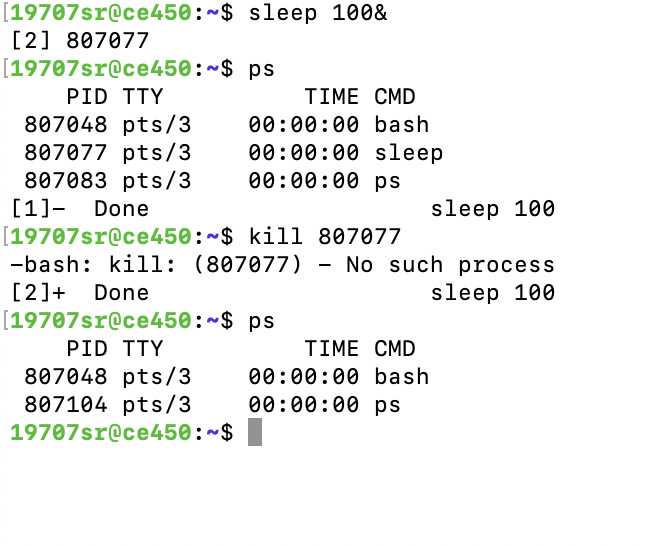 [19707sr@ce450:~$ sleep 100&
[2] 807077
[19707sr@ce450:~$ ps
    PID TTY          TIME CMD
 807048 pts/3    00:00:00 bash
 807077 pts/3    00:00:00 sleep
 807083 pts/3    00:00:00 ps
[1]-  Done                    sleep 100
[19707sr@ce450:~$ kill 807077
-bash: kill: (807077) - No such process
[2]+  Done                    sleep 100
[19707sr@ce450:~$ ps
    PID TTY          TIME CMD
 807048 pts/3    00:00:00 bash
 807104 pts/3    00:00:00 ps
19707sr@ce450:~$